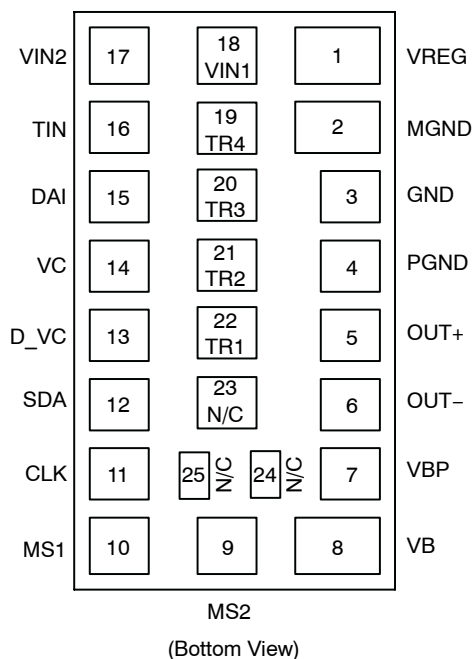 VIN2 17 18 1 VREG
VIN1
TIN 16 19 2 MGND
TR4
DAI 15 20 3 GND
TR3
VC 14 21 4 PGND
TR2
D_VC 13 22 5 OUT+
TR1
SDA 12 23 6 OUT−
N/C
CLK 11 25 N/C 24 N/C 7 VBP
MS1 10 9 8 VB
MS2
(Bottom View)